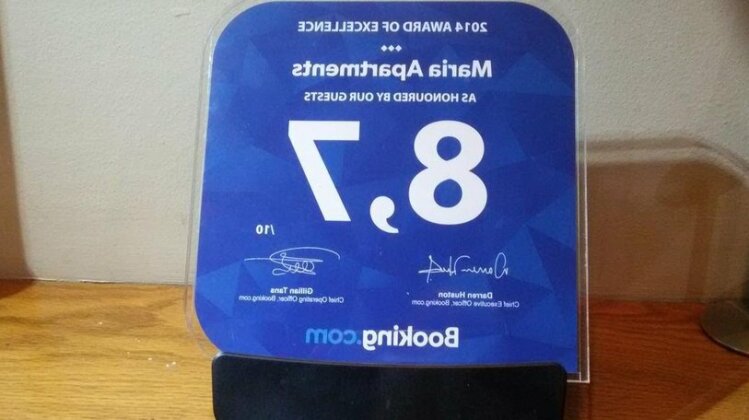 2014 AWARD OF EXCELLENCE
Maria Apartments
AS HONOURED BY OUR GUESTS
8,7
/10
Darren Huston
Chief Executive Officer, Booking.com
Gillian Tans
Chief Operating Officer, Booking.com
Booking.com